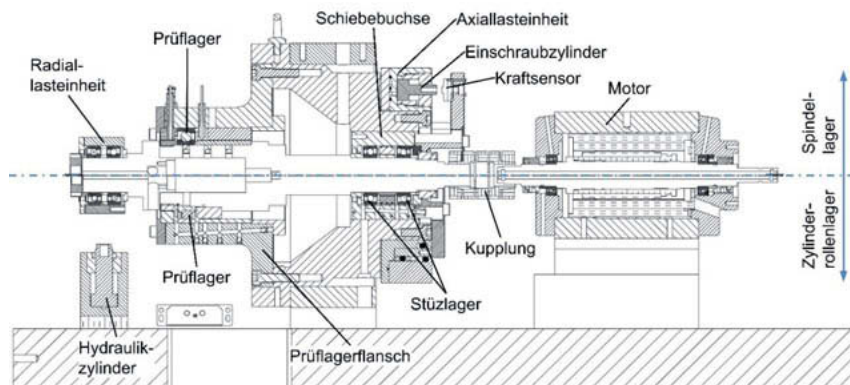 Schiebebuchse
Axiallasteinheit
Prüflager
Einschraubzylinder
Radial-
lasteinheit
Kraftsensor
Motor
Spindel-
lager
Zylinder-
rollenlager
Kupplung
Prüflager
Stüzlager
Prüflagerflansch
Hydraulik-
zylinder